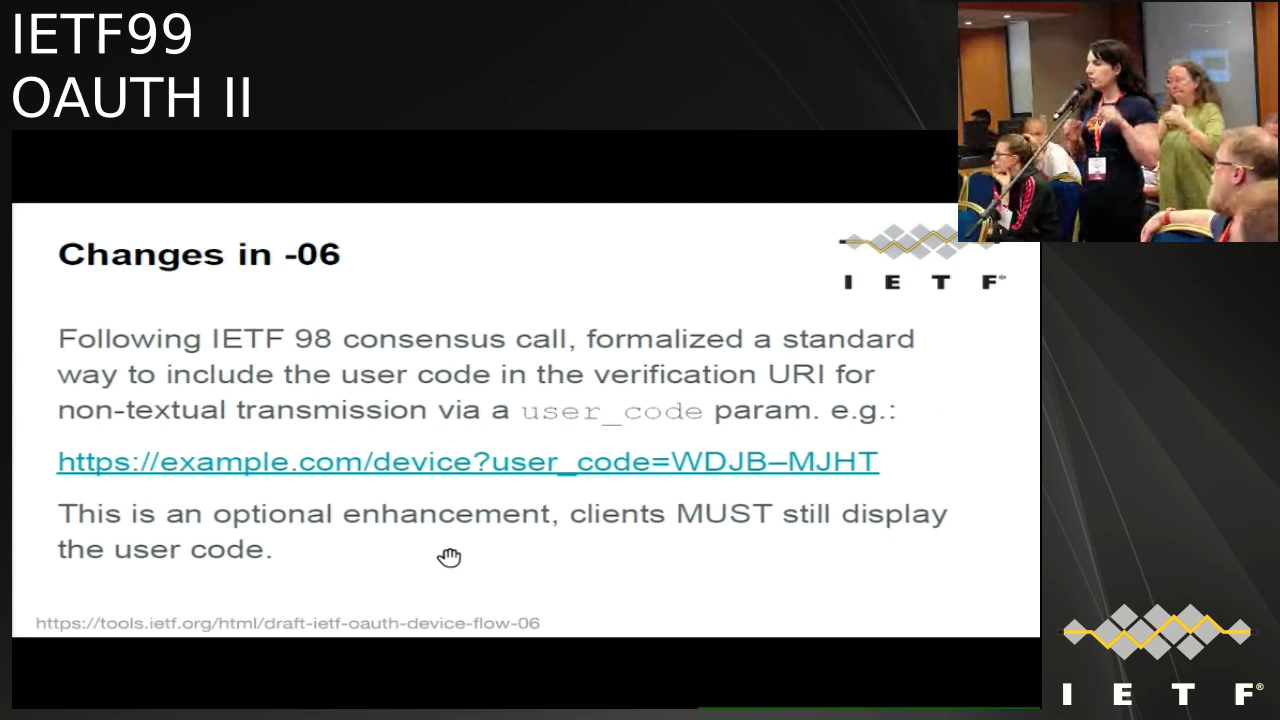 IETF99
OAUTH II
Changes in -06
I E T F®
Following IETF 98 consensus call, formalized a standard
way to include the user code in the verification URI for
non-textual transmission via a user_code param. e.g.:
https://example.com/device?user_code=WDJB–MJHT
This is an optional enhancement, clients MUST still display
the user code.
https://tools.ietf.org/html/draft-ietf-oauth-device-flow-06
I E T F®